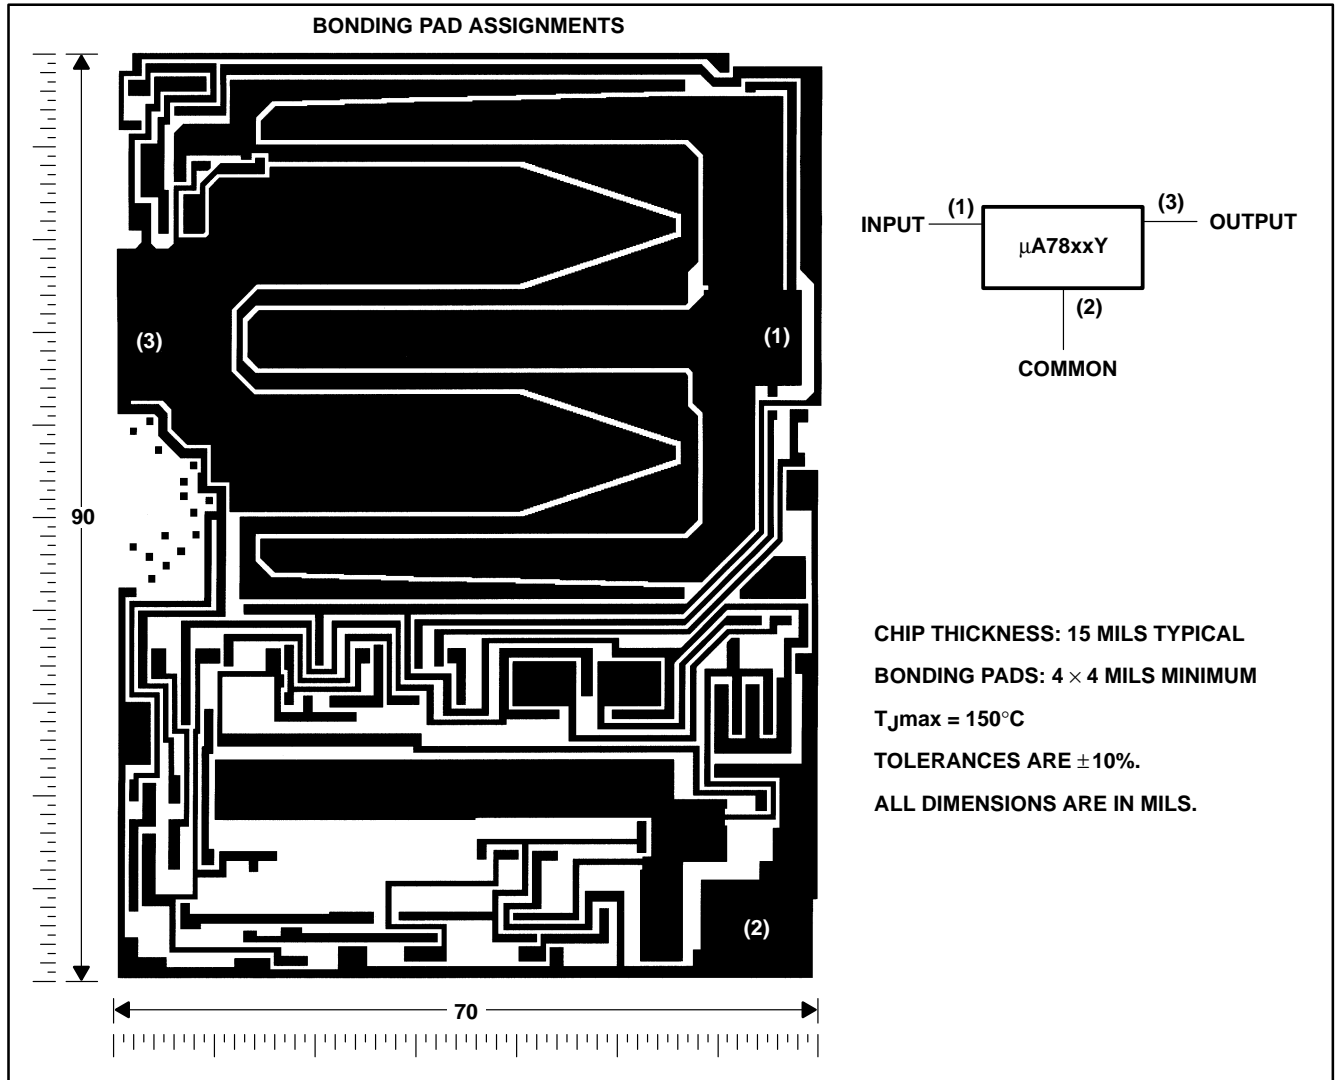 BONDING PAD ASSIGNMENTS
(1)
(3)
INPUT
OUTPUT
μA78xxY
(2)
COMMON
(3)
(1)
90
CHIP THICKNESS: 15 MILS TYPICAL
BONDING PADS: 4 × 4 MILS MINIMUM
TJmax = 150°C
TOLERANCES ARE ±10%.
ALL DIMENSIONS ARE IN MILS.
(2)
70